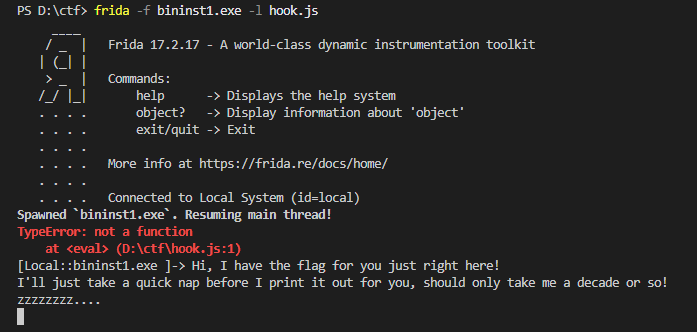 PS D:\ctf> frida -f bininst1.exe -l hook.js
     ____
    / _  |   Frida 17.2.17 - A world-class dynamic instrumentation toolkit
   | (_| |
    > _  |   Commands:
   /_/ |_|       help      -> Displays the help system
   . . . .       object?   -> Display information about 'object'
   . . . .       exit/quit -> Exit
   . . . .
   . . . .   More info at https://frida.re/docs/home/
   . . . .
   . . . .   Connected to Local System (id=local)
Spawned `bininst1.exe`. Resuming main thread!
TypeError: not a function
    at <eval> (D:\ctf\hook.js:1)
[Local::bininst1.exe ]-> Hi, I have the flag for you just right here!
I'll just take a quick nap before I print it out for you, should only take me a decade or so!
zzzzzzzz....